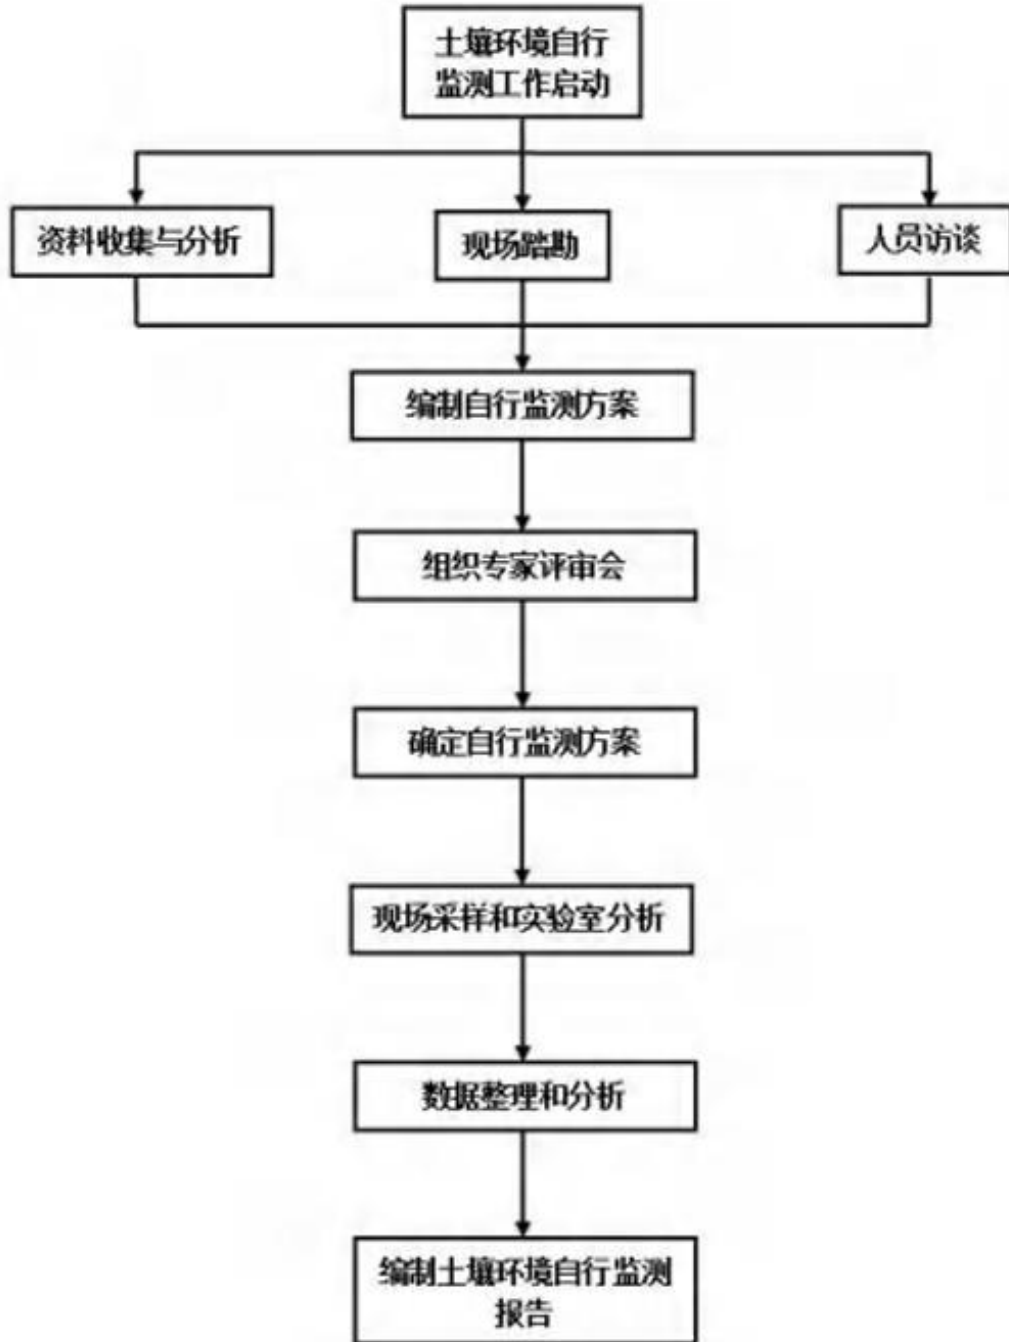 土壤环境自行
监测工作启动
资料收集与分析
现场踏勘
人员访谈
编制自行监测方案
组织专家评审会
确定自行监测方案
现场采样和实验室分析
数据整理和分析
编制土壤环境自行监测
报告